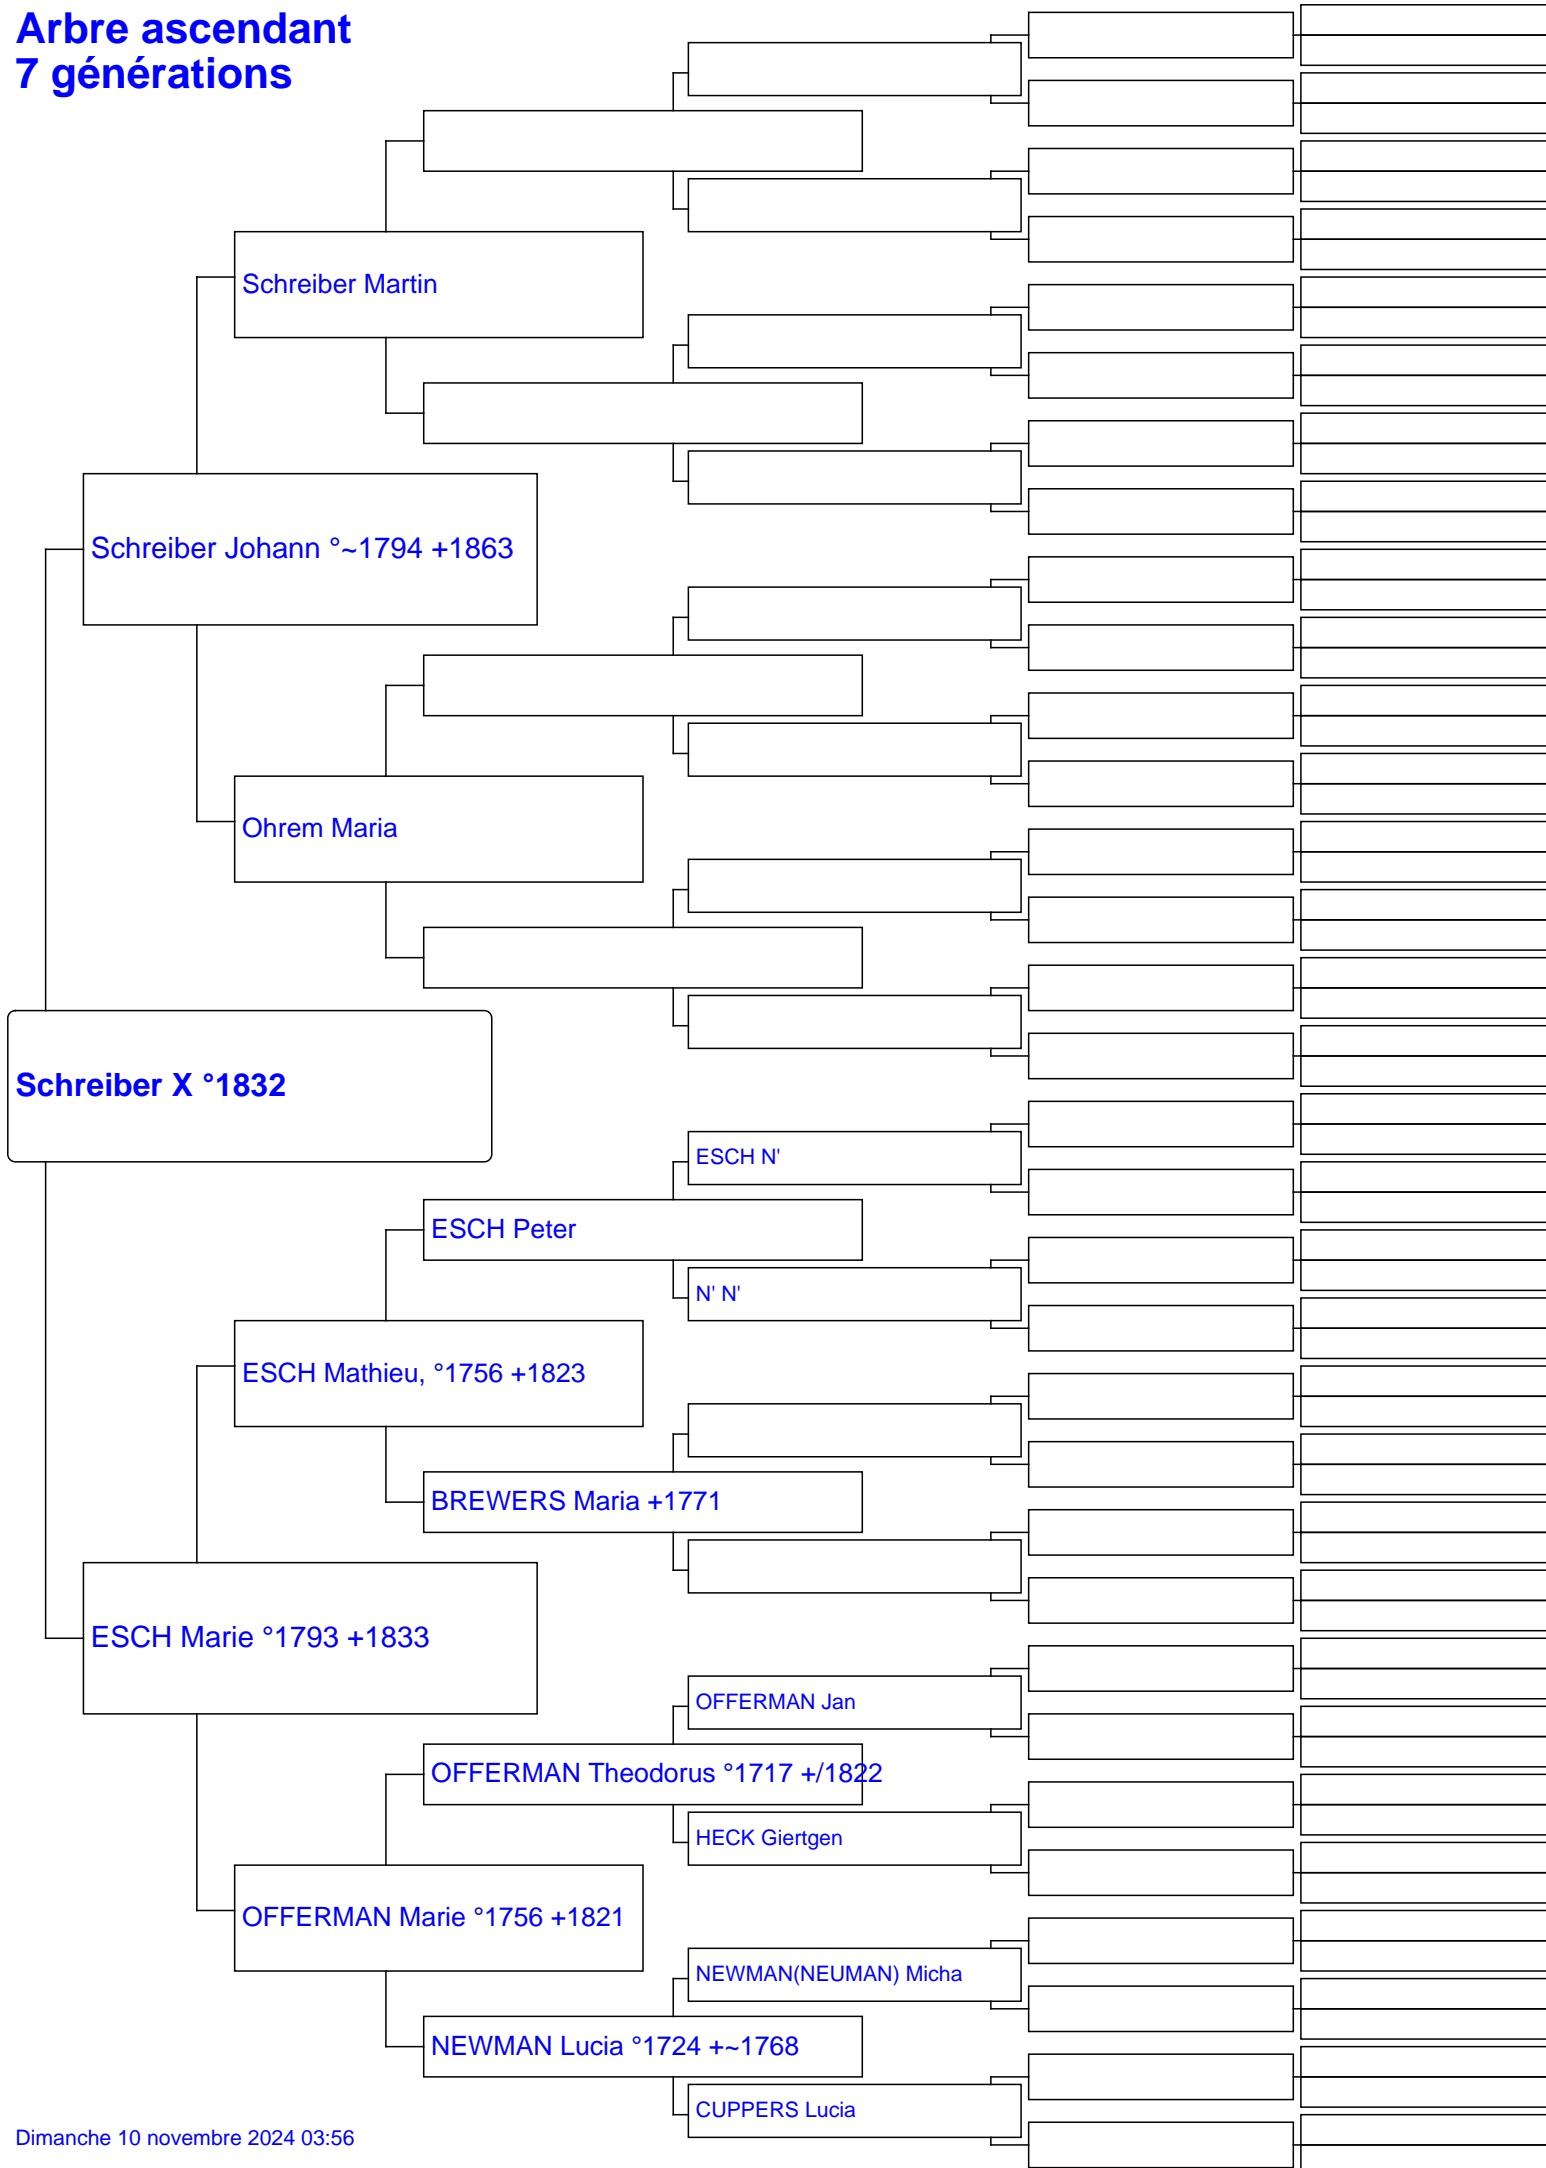 Arbre ascendant
7 générations
Schreiber Martin
Schreiber Johann °~1794 +1863
Ohrem Maria
Schreiber X °1832
ESCH N'
ESCH Peter
N' N'
ESCH Mathieu, °1756 +1823
BREWERS Maria +1771
ESCH Marie °1793 +1833
OFFERMAN Jan
OFFERMAN Theodorus °1717 +/1822
HECK Giertgen
OFFERMAN Marie °1756 +1821
NEWMAN(NEUMAN) Micha
NEWMAN Lucia °1724 +~1768
CUPPERS Lucia
Dimanche 10 novembre 2024 03:56